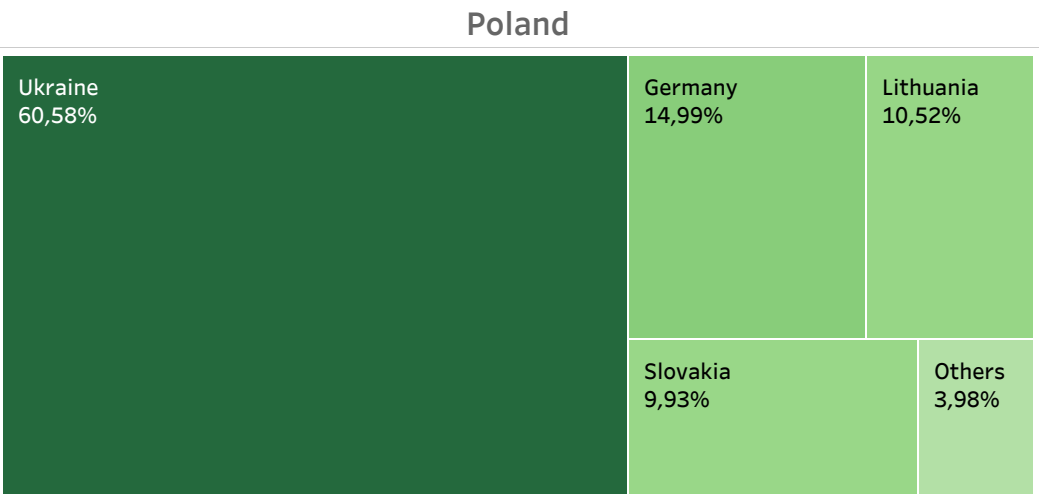 Poland
Ukraine
60,58%
Germany
14,99%
Lithuania
10,52%
Slovakia
9,93%
Others
3,98%